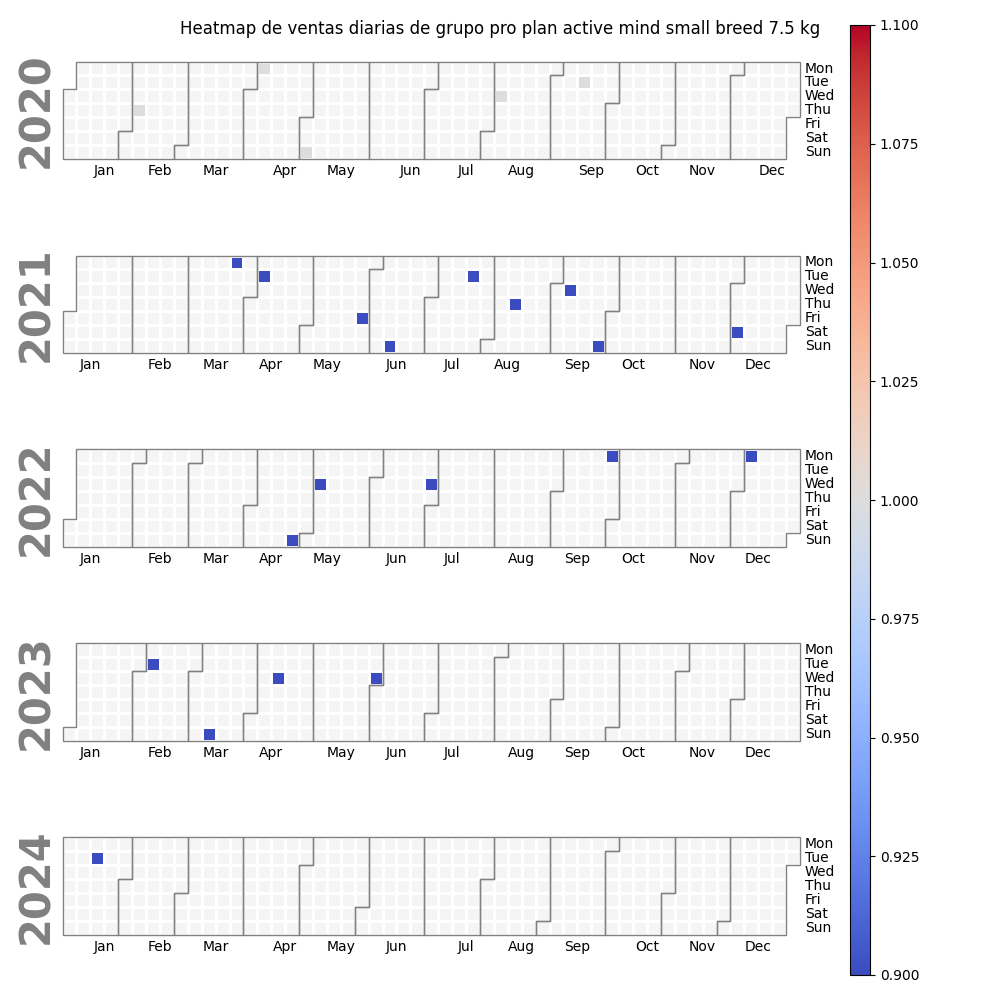 Heatmap de ventas diarias de grupo pro plan active mind small breed 7.5 kg
2020
Mon
Tue
Wed
Thu
Fri
Sat
Sun
Jan Feb Mar Apr May Jun Jul Aug Sep Oct Nov Dec
2021
Mon
Tue
Wed
Thu
Fri
Sat
Sun
Jan Feb Mar Apr May Jun Jul Aug Sep Oct Nov Dec
2022
Mon
Tue
Wed
Thu
Fri
Sat
Sun
Jan Feb Mar Apr May Jun Jul Aug Sep Oct Nov Dec
2023
Mon
Tue
Wed
Thu
Fri
Sat
Sun
Jan Feb Mar Apr May Jun Jul Aug Sep Oct Nov Dec
2024
Mon
Tue
Wed
Thu
Fri
Sat
Sun
Jan Feb Mar Apr May Jun Jul Aug Sep Oct Nov Dec
1.100
1.075
1.050
1.025
1.000
0.975
0.950
0.925
0.900